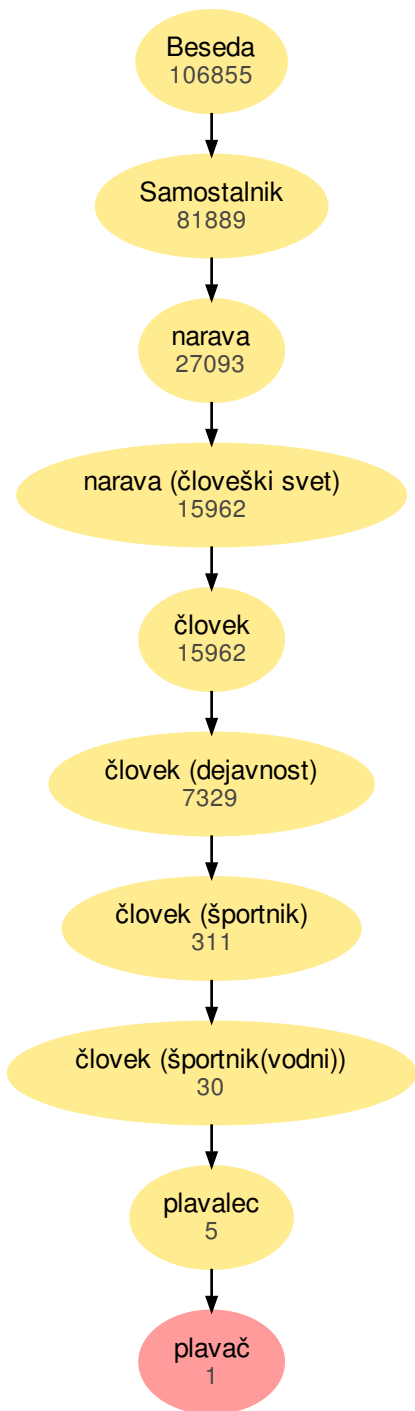 Beseda
106855
Samostalnik
81889
narava
27093
narava (človeški svet)
15962
človek
15962
človek (dejavnost)
7329
človek (športnik)
311
človek (športnik(vodni))
30
plavalec
5
plavač
1